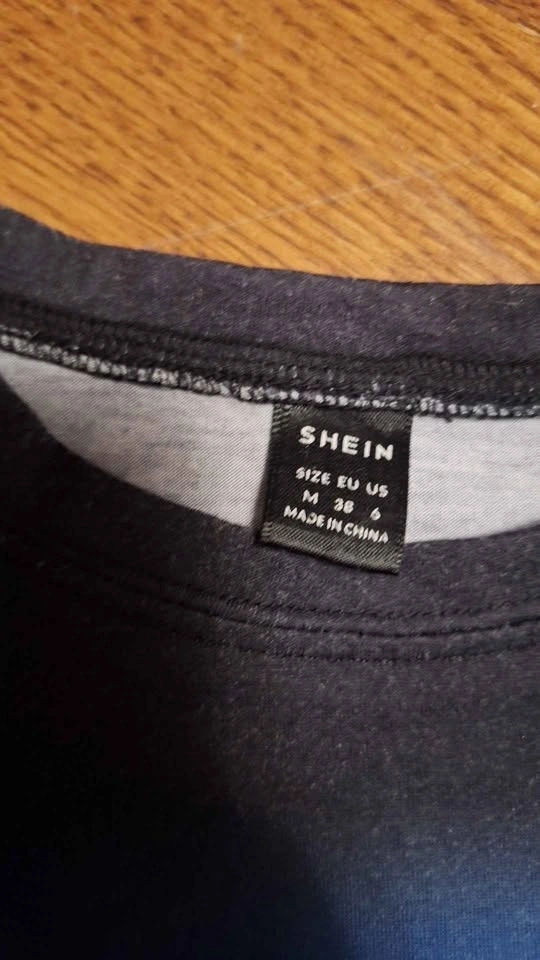 SHEIN
SIZE EU US
M 38 6
MADE IN CHINA